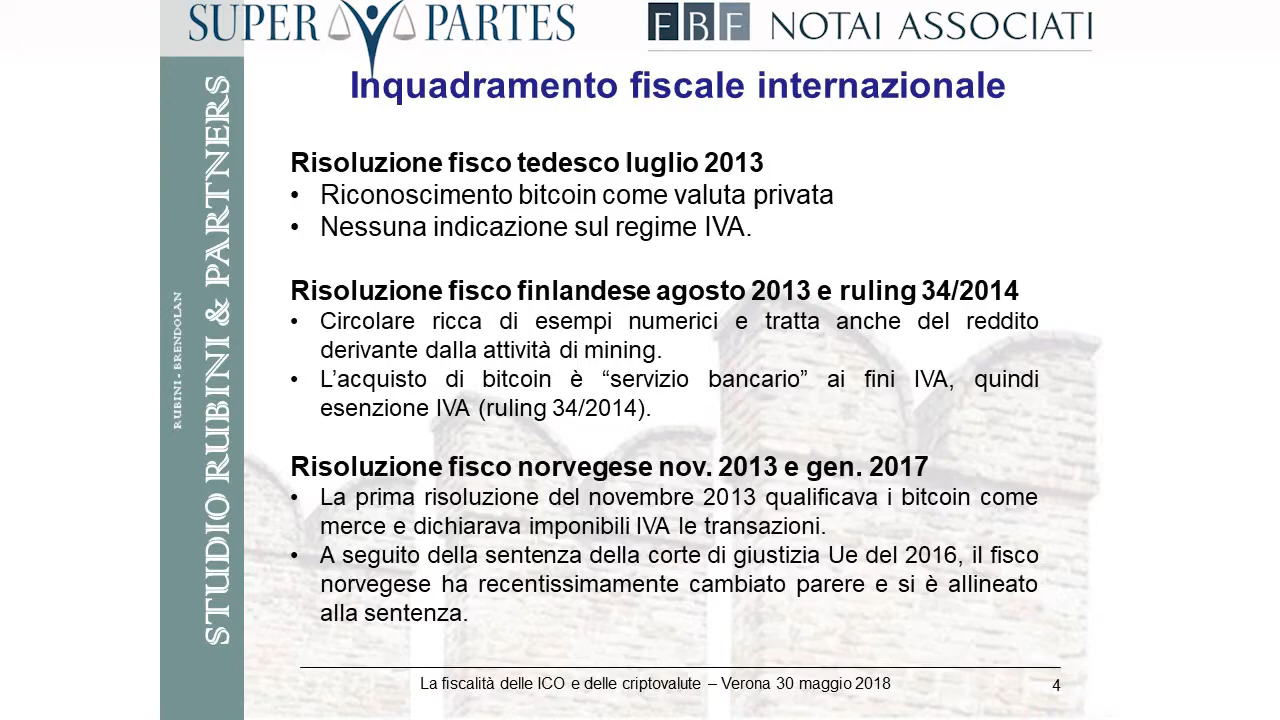 SUPER PARTES
FBF NOTAI ASSOCIATI
RUBINI - BRENDOLAN
STUDIO RUBINI & PARTNERS
Inquadramento fiscale internazionale
Risoluzione fisco tedesco luglio 2013
• Riconoscimento bitcoin come valuta privata
• Nessuna indicazione sul regime IVA.
Risoluzione fisco finlandese agosto 2013 e ruling 34/2014
• Circolare ricca di esempi numerici e tratta anche del reddito
derivante dalla attività di mining.
• L’acquisto di bitcoin è “servizio bancario” ai fini IVA, quindi
esenzione IVA (ruling 34/2014).
Risoluzione fisco norvegese nov. 2013 e gen. 2017
• La prima risoluzione del novembre 2013 qualificava i bitcoin come
merce e dichiarava imponibili IVA le transazioni.
• A seguito della sentenza della corte di giustizia Ue del 2016, il fisco
norvegese ha recentissimamente cambiato parere e si è allineato
alla sentenza.
La fiscalità delle ICO e delle criptovalute – Verona 30 maggio 2018
4